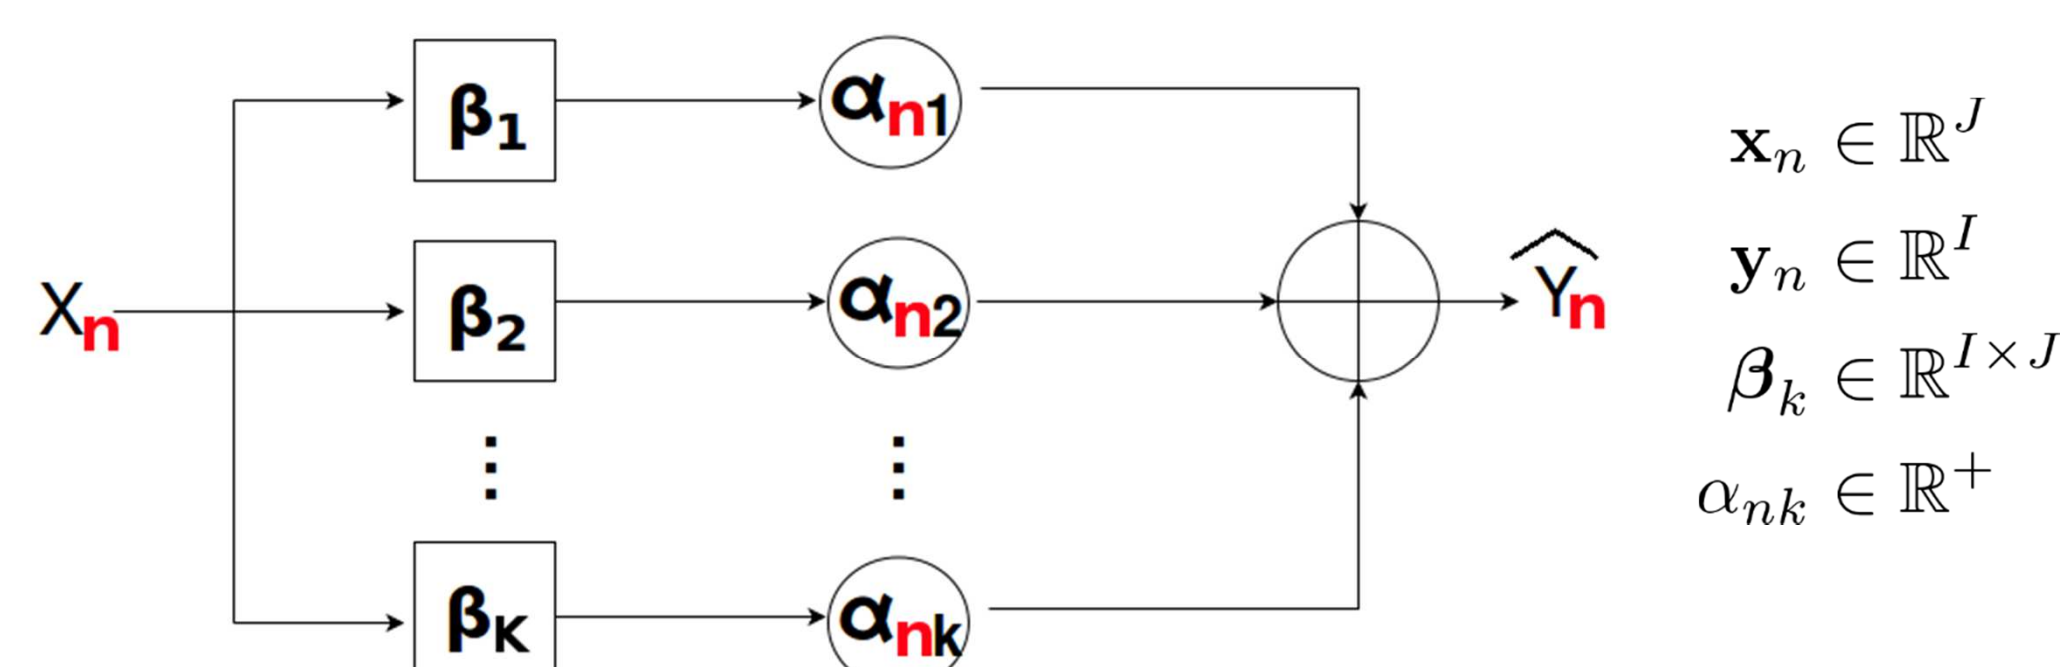 β₁
αn1
xₙ ∈ ℝᴶ
Xn
β₂
αn2
Ŷn
yₙ ∈ ℝᴵ
βₖ ∈ ℝᴵ ˣ ᴶ
⋮
⋮
αₙₖ ∈ ℝ⁺
βK
αnk